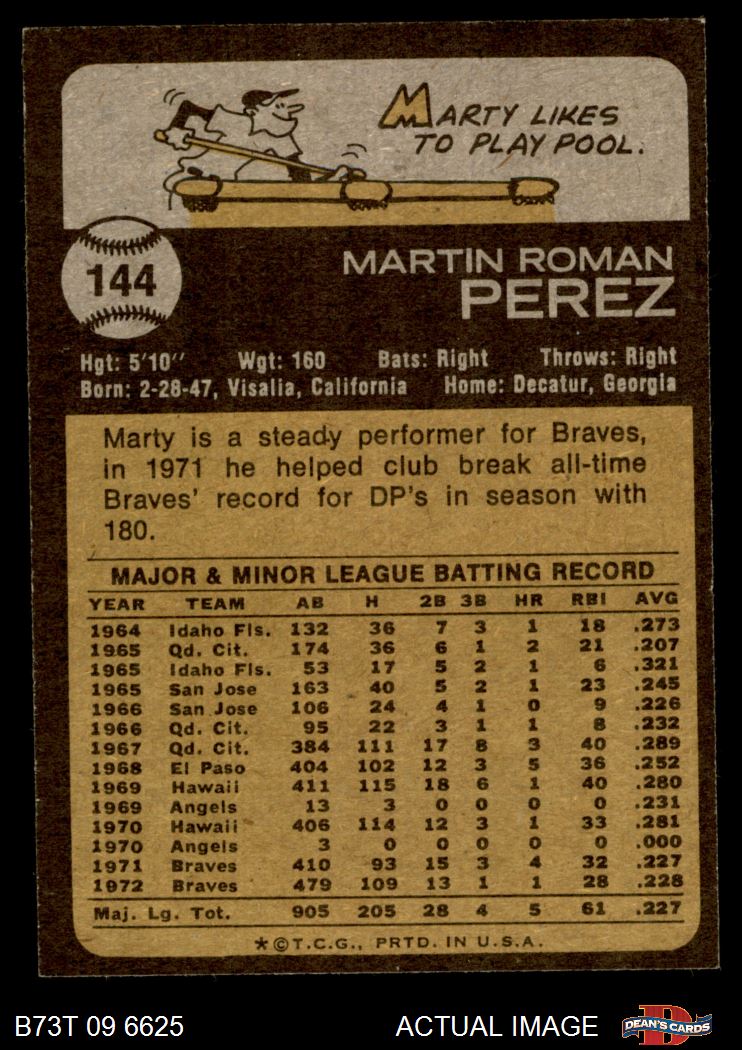 MARTY LIKES
TO PLAY POOL.
144
MARTIN ROMAN
PEREZ
Hgt: 5'10" Wgt: 160 Bats: Right Throws: Right
Born: 2-28-47, Visalia, California Home: Decatur, Georgia
Marty is a steady performer for Braves,
in 1971 he helped club break all-time
Braves' record for DP's in season with
180.
MAJOR & MINOR LEAGUE BATTING RECORD
YEAR TEAM AB H 2B 3B HR RBI AVG
1964 Idaho Fls. 132 36 7 3 1 18 .273
1965 Qd. Cit. 174 36 6 1 2 21 .207
1965 Idaho Fls. 53 17 5 2 1 6 .321
1965 San Jose 163 40 5 2 1 23 .245
1966 San Jose 106 24 4 1 0 9 .226
1966 Qd. Cit. 95 22 3 1 1 8 .232
1967 Qd. Cit. 384 111 17 8 3 40 .289
1968 El Paso 404 102 12 3 5 36 .252
1969 Hawaii 411 115 18 6 1 40 .280
1969 Angels 13 3 0 0 0 0 .231
1970 Hawaii 406 114 12 3 1 33 .281
1970 Angels 3 0 0 0 0 0 .000
1971 Braves 410 93 15 3 4 32 .227
1972 Braves 479 109 13 1 1 28 .228
Maj. Lg. Tot. 905 205 28 4 5 61 .227
*©T.C.G., PRTD. IN U.S.A.
B73T 09 6625 ACTUAL IMAGE D DEAN'S CARDS